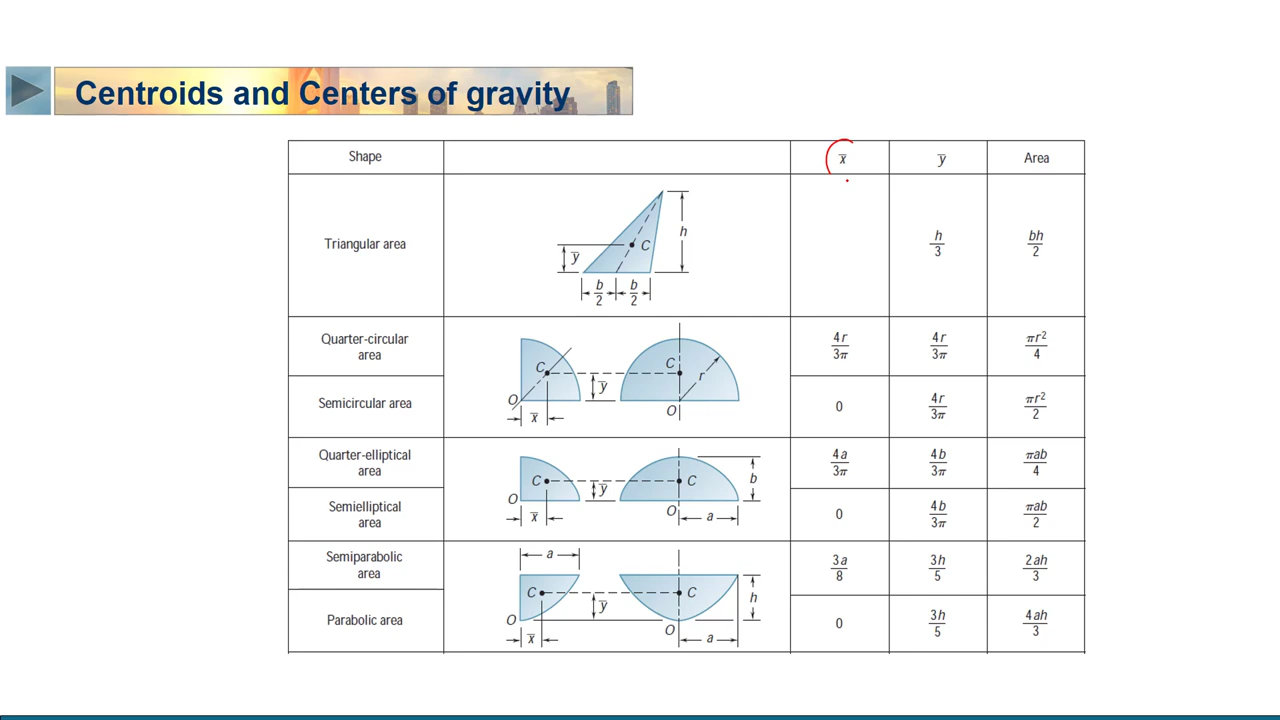 Centroids and Centers of gravity
Shape x̄ ȳ Area
Triangular area
C
h
ȳ
b/2 b/2
h/3 bh/2
Quarter-circular area
C C
r
O O
ȳ
x̄
4r/3π 4r/3π πr²/4
Semicircular area
0 4r/3π πr²/2
Quarter-elliptical area
C C
b
O O
ȳ
x̄ a
4a/3π 4b/3π πab/4
Semielliptical area
0 4b/3π πab/2
Semiparabolic area
a
C C
h
ȳ
O O
x̄ a
3a/8 3h/5 2ah/3
Parabolic area
0 3h/5 4ah/3